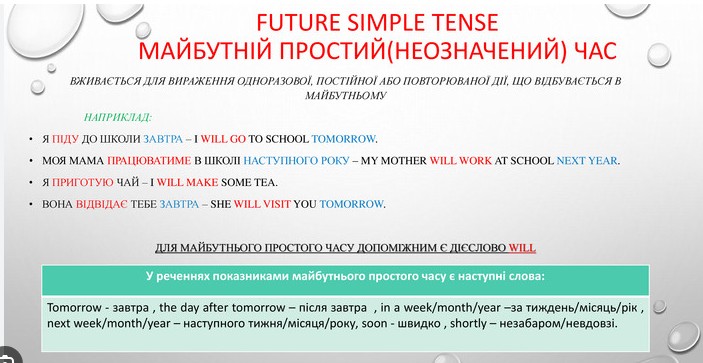 FUTURE SIMPLE TENSE
МАЙБУТНІЙ ПРОСТИЙ(НЕОЗНАЧЕНИЙ) ЧАС
ВЖИВАЄТЬСЯ ДЛЯ ВИРАЖЕННЯ ОДНОРАЗОВОЇ, ПОСТІЙНОЇ АБО ПОВТОРЮВАНОЇ ДІЇ, ЩО ВІДБУВАЄТЬСЯ В
МАЙБУТНЬОМУ
НАПРИКЛАД:
• Я ПІДУ ДО ШКОЛИ ЗАВТРА – I WILL GO TO SCHOOL TOMORROW.
• МОЯ МАМА ПРАЦЮВАТИМЕ В ШКОЛІ НАСТУПНОГО РОКУ – MY MOTHER WILL WORK AT SCHOOL NEXT YEAR.
• Я ПРИГОТУЮ ЧАЙ – I WILL MAKE SOME TEA.
• ВОНА ВІДВІДАЄ ТЕБЕ ЗАВТРА – SHE WILL VISIT YOU TOMORROW.
ДЛЯ МАЙБУТНЬОГО ПРОСТОГО ЧАСУ ДОПОМІЖНИМ Є ДІЄСЛОВО WILL
У реченнях показниками майбутнього простого часу є наступні слова:
Tomorrow - завтра , the day after tomorrow – після завтра , in a week/month/year –за тиждень/місяць/рік ,
next week/month/year – наступного тижня/місяця/року, soon - швидко , shortly – незабаром/невдовзі.